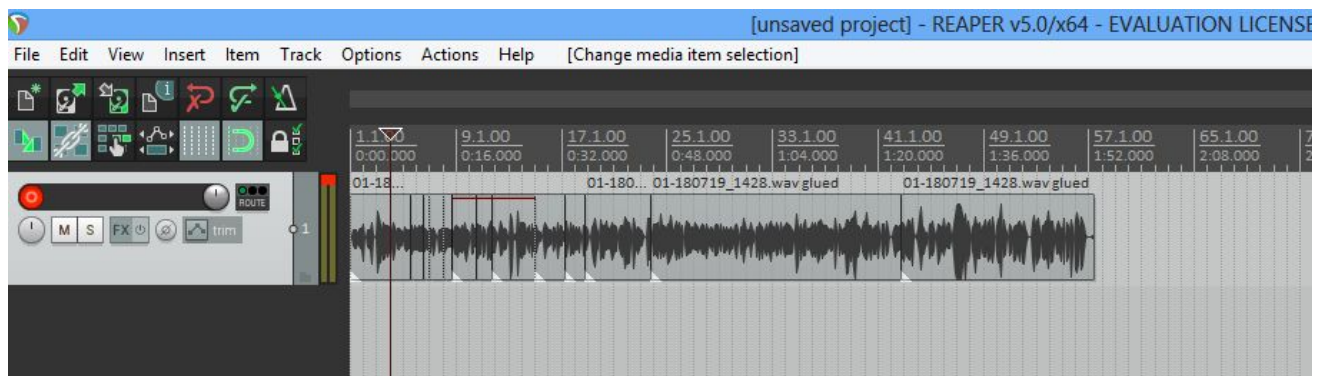 [unsaved project] - REAPER v5.0/x64 - EVALUATION LICENSE
File Edit View Insert Item Track Options Actions Help [Change media item selection]
1.1.00 9.1.00 17.1.00 25.1.00 33.1.00 41.1.00 49.1.00 57.1.00 65.1.00 7
0:00.000 0:16.000 0:32.000 0:48.000 1:04.000 1:20.000 1:36.000 1:52.000 2:08.000 2
01-18... 01-180... 01-180719_1428.wav glued 01-180719_1428.wav glued
ROUTE
M S FX trim 1